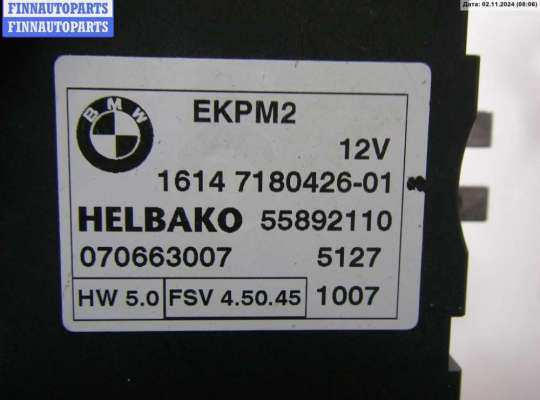 FINNAUTOPARTS
FINNAUTOPARTS
Дата: 02.11.2024 (08:06)
BMW
EKPM2
12V
1614 7180426-01
HELBAKO 55892110
070663007 5127
HW 5.0 FSV 4.50.45 1007